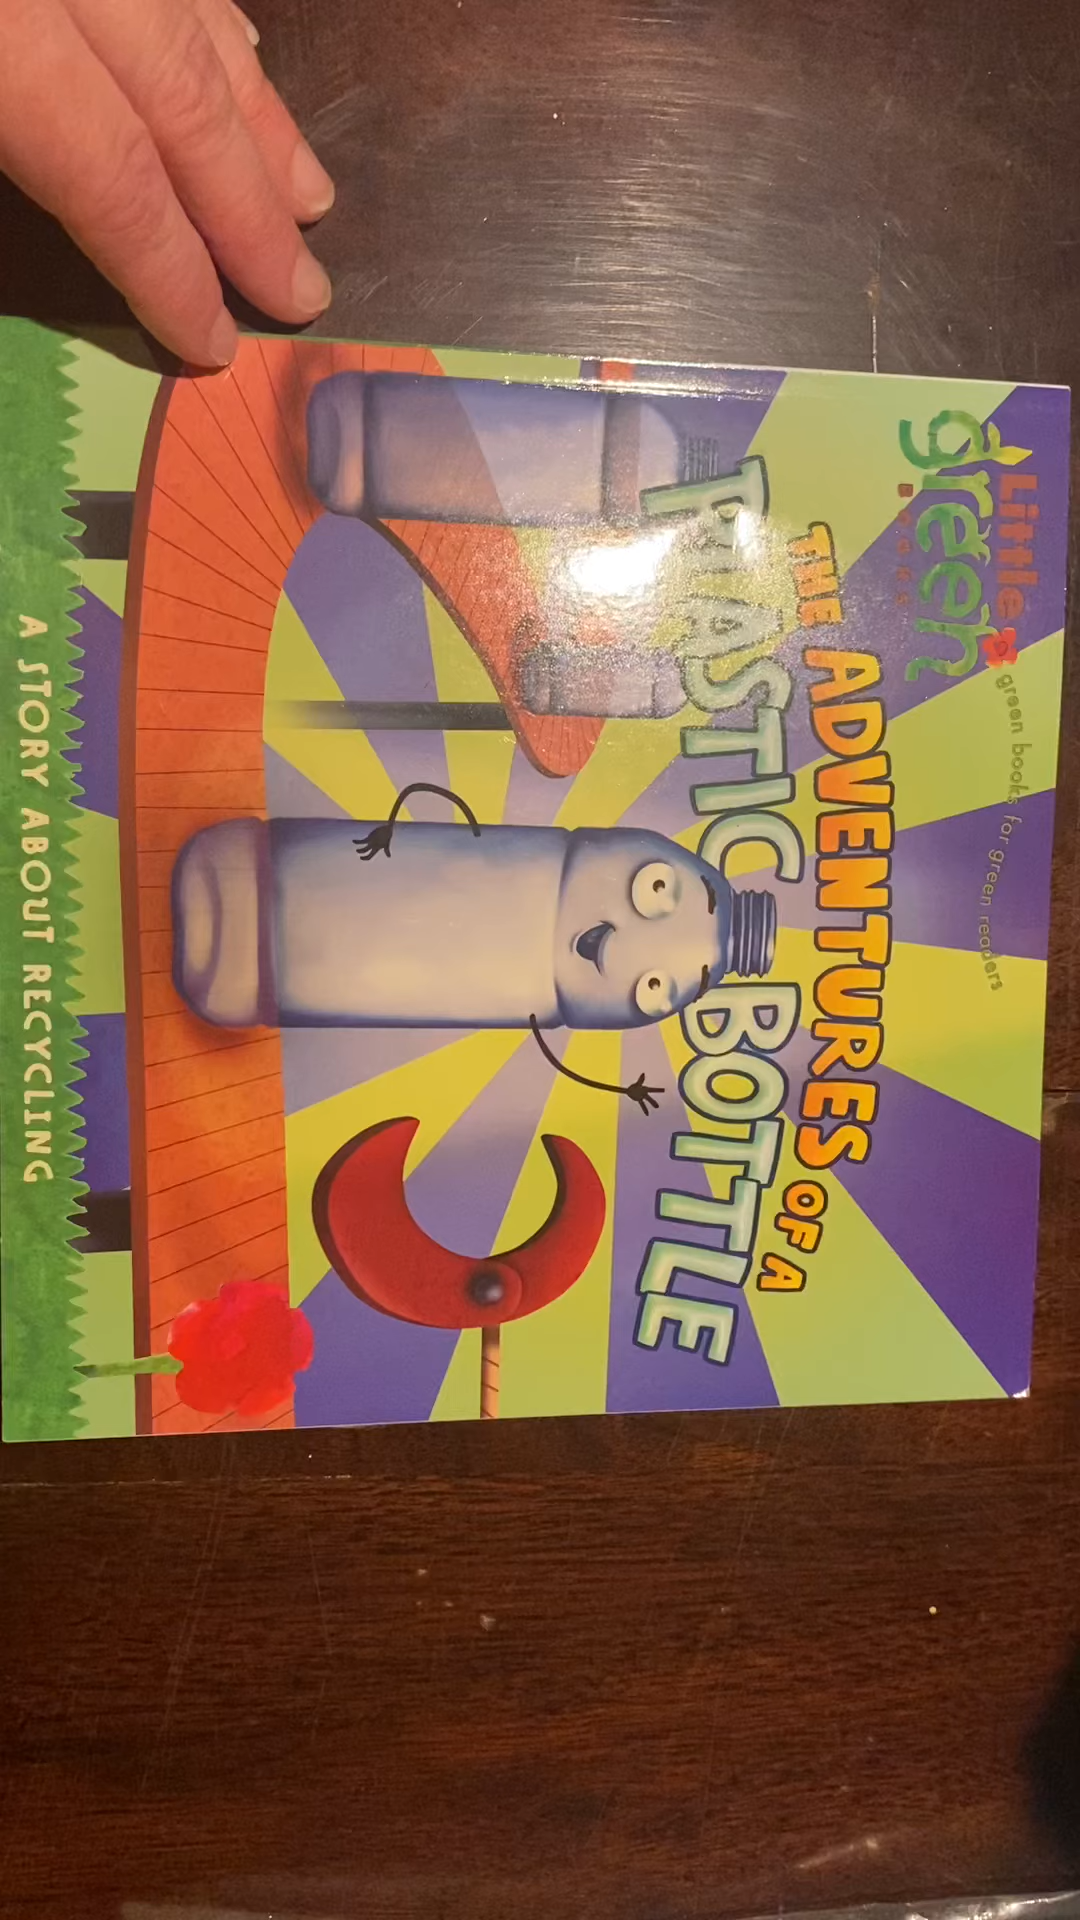 Little
green
BOOKS
green books for green readers
THE ADVENTURES OF A
PLASTIC BOTTLE
A STORY ABOUT RECYCLING